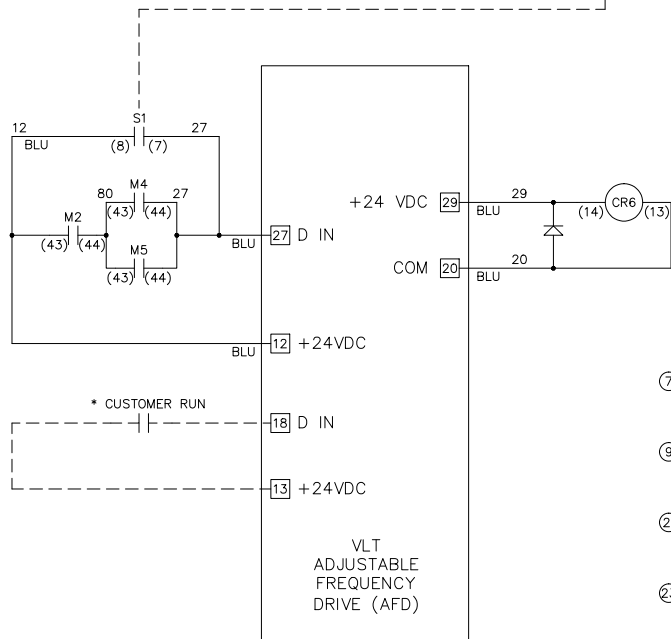 S1
12
27
BLU
(8)
(7)
80
M4
27
(43)
(44)
M2
(43)
(44)
M5
(43)
(44)
BLU
27 D IN
+24 VDC 29
29
BLU
(14)
CR6
(13)
COM 20
20
BLU
BLU
12 +24VDC
* CUSTOMER RUN
18 D IN
13 +24VDC
VLT
ADJUSTABLE
FREQUENCY
DRIVE (AFD)
7
9